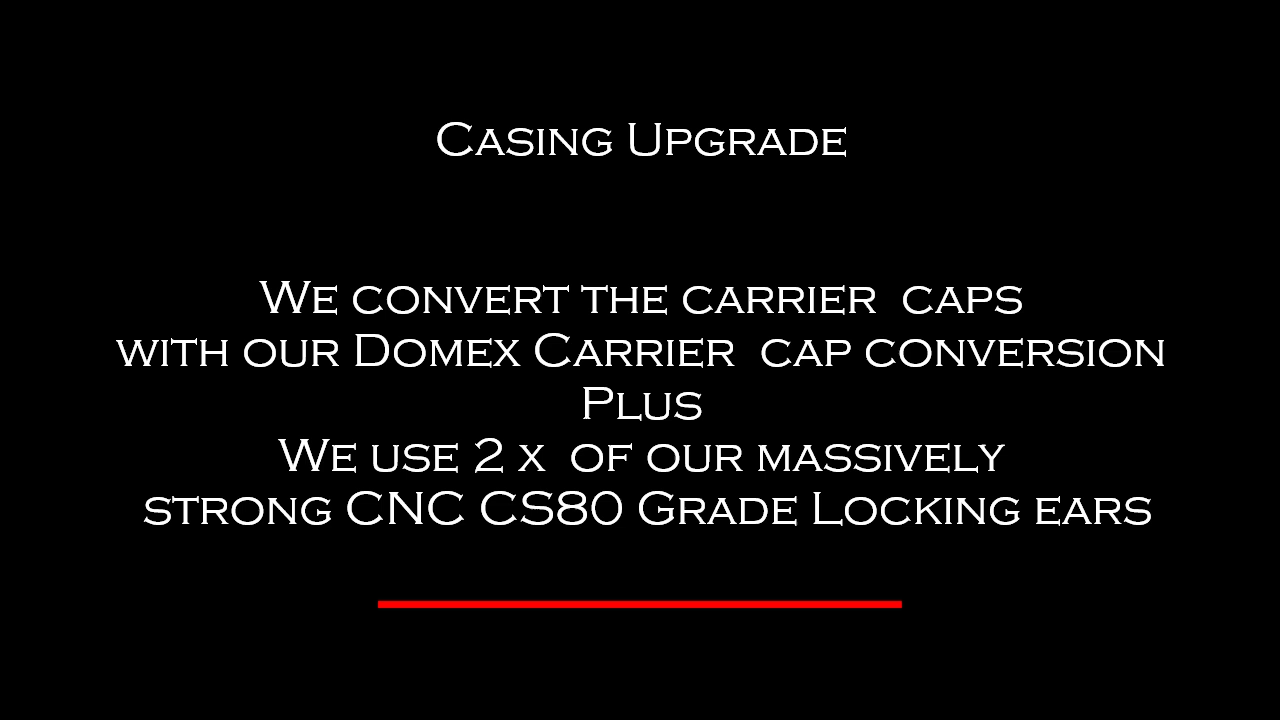 Casing Upgrade
We convert the carrier  caps
with our Domex Carrier  cap conversion
Plus
We use 2 x  of our massively
strong CNC CS80 Grade Locking ears